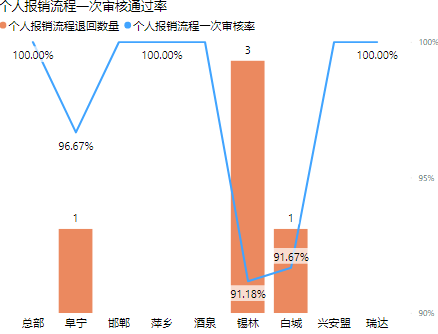 个人报销流程一次审核通过率
个人报销流程退回数量 个人报销流程一次审核率
100.00% 100.00% 100.00% 100%
3
96.67%
95%
1 1
91.67%
91.18%
90%
总部 阜宁 邯郸 萍乡 酒泉 锡林 白城 兴安盟 瑞达